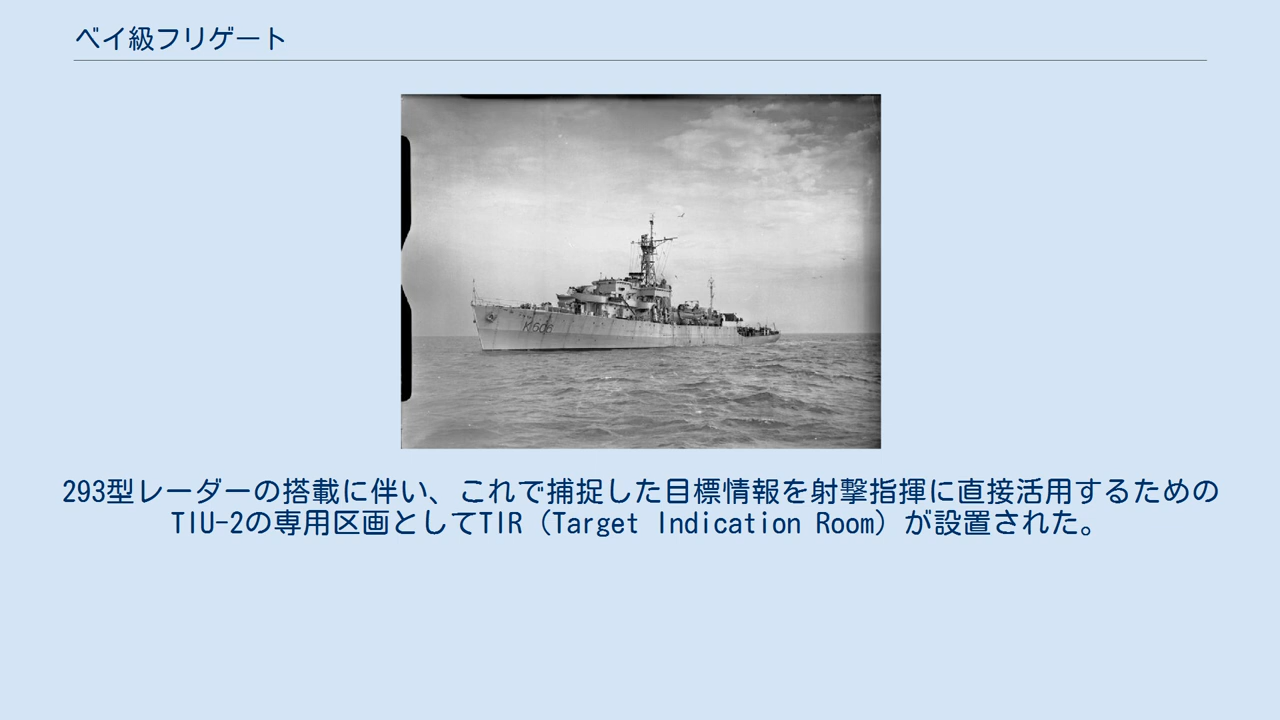 ベイ級フリゲート
K608
293型レーダーの搭載に伴い、これで捕捉した目標情報を射撃指揮に直接活用するための
TIU-2の専用区画としてTIR（Target Indication Room）が設置された。